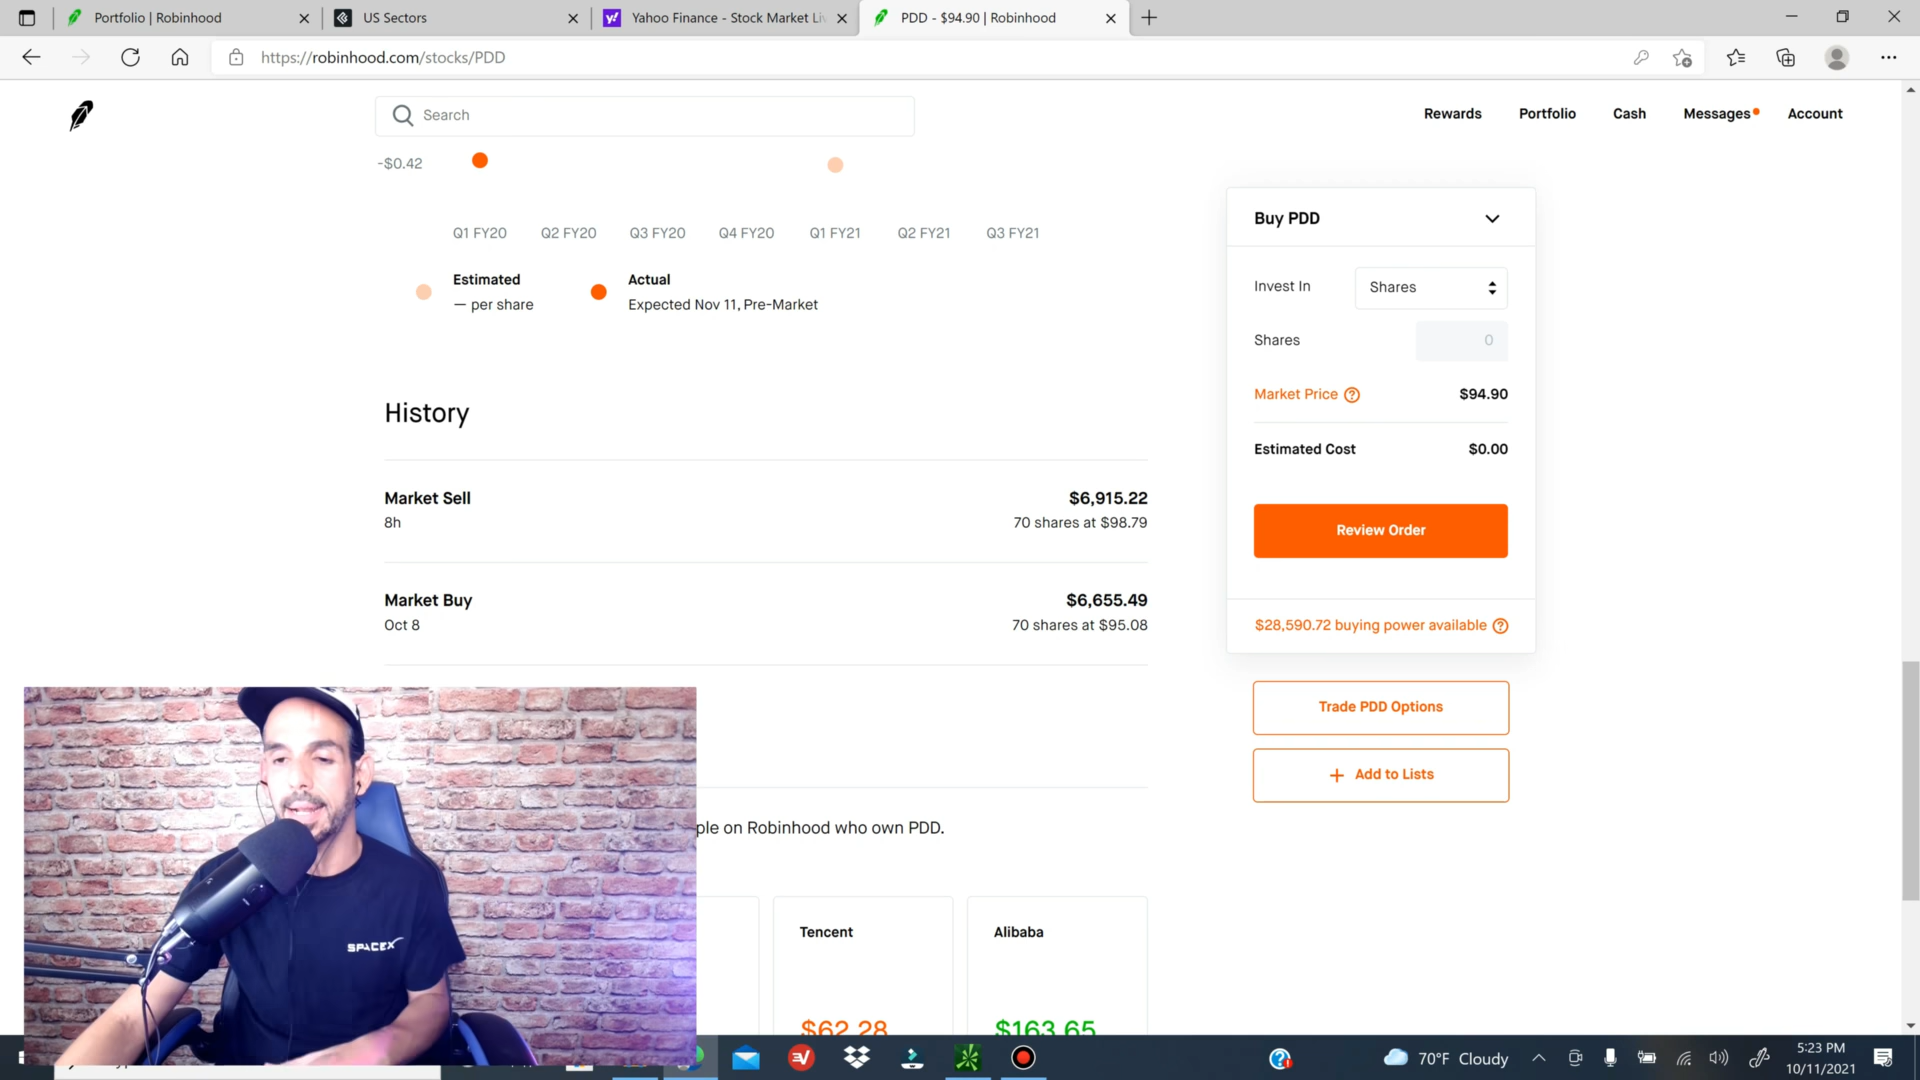 Portfolio | Robinhood
US Sectors
Yahoo Finance - Stock Market Liv
PDD - $94.90 | Robinhood
https://robinhood.com/stocks/PDD
Search
Rewards
Portfolio
Cash
Messages
Account
-$0.42
Q1 FY20
Q2 FY20
Q3 FY20
Q4 FY20
Q1 FY21
Q2 FY21
Q3 FY21
Estimated
— per share
Actual
Expected Nov 11, Pre-Market
History
Market Sell
$6,915.22
8h
70 shares at $98.79
Market Buy
$6,655.49
Oct 8
70 shares at $95.08
ple on Robinhood who own PDD.
Tencent
$62.28
Alibaba
$163.65
Buy PDD
Invest In
Shares
Shares
0
Market Price
$94.90
Estimated Cost
$0.00
Review Order
$28,590.72 buying power available
Trade PDD Options
+ Add to Lists
SPACEX
70°F Cloudy
5:23 PM
10/11/2021